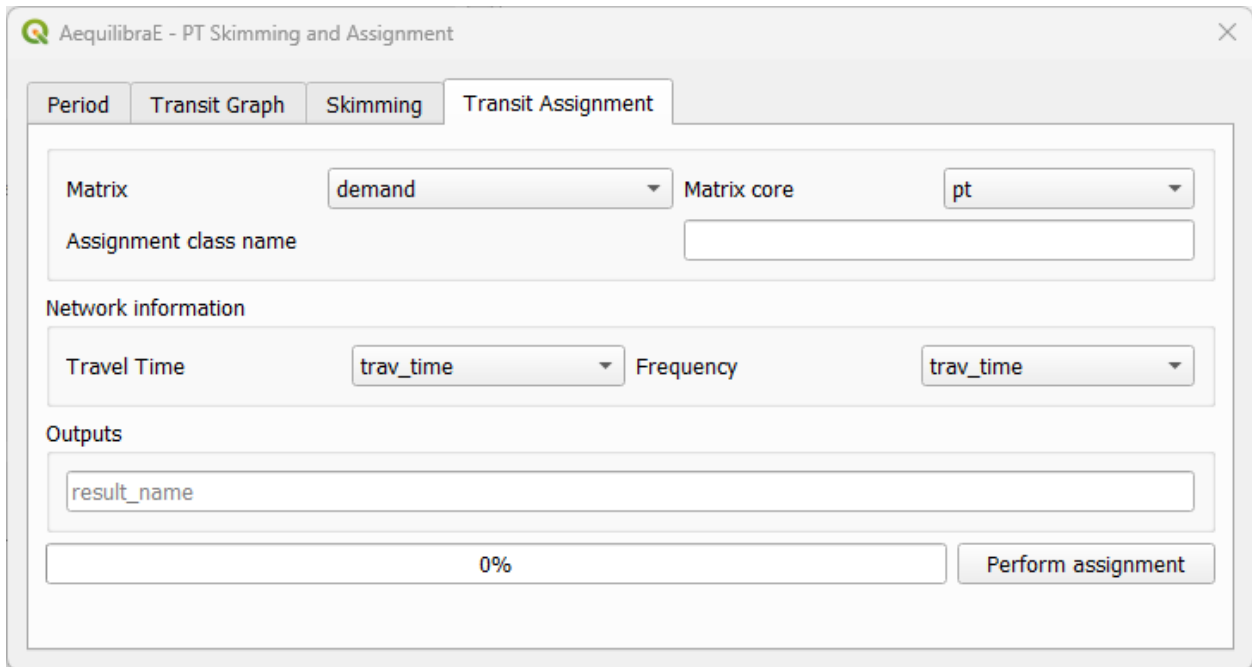 AequilibraE - PT Skimming and Assignment
Period Transit Graph Skimming Transit Assignment
Matrix demand Matrix core pt
Assignment class name
Network information
Travel Time trav_time Frequency trav_time
Outputs
result_name
0% Perform assignment